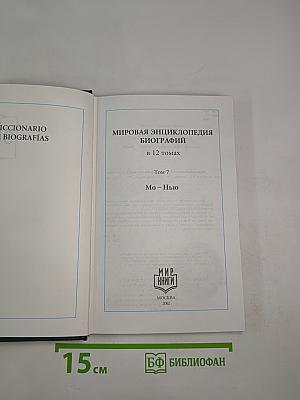 ICCIONARIO
E BIOGRAFÍAS
МИРОВАЯ ЭНЦИКЛОПЕДИЯ
БИОГРАФИЙ
в 12 томах
Том 7
Мо – Нью
МИР
КНИГИ
МОСКВА
2002
15 см
БФ БИБЛИОФАН